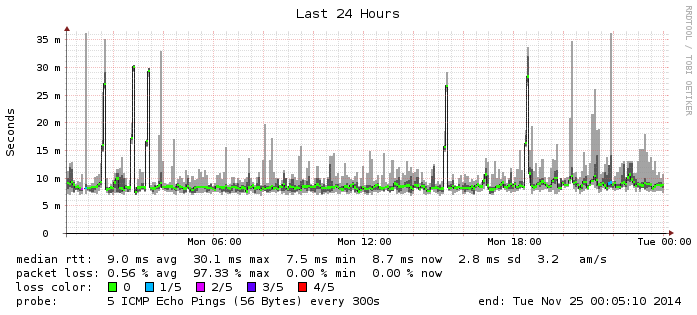 Last 24 Hours
RRDTOOL / TOBI OETIKER
Seconds
35 m
30 m
25 m
20 m
15 m
10 m
5 m
0
Mon 06:00 Mon 12:00 Mon 18:00 Tue 00:00
median rtt: 9.0 ms avg 30.1 ms max 7.5 ms min 8.7 ms now 2.8 ms sd 3.2 am/s
packet loss: 0.56 % avg 97.33 % max 0.00 % min 0.00 % now
loss color: 0 1/5 2/5 3/5 4/5
probe: 5 ICMP Echo Pings (56 Bytes) every 300s end: Tue Nov 25 00:05:10 2014